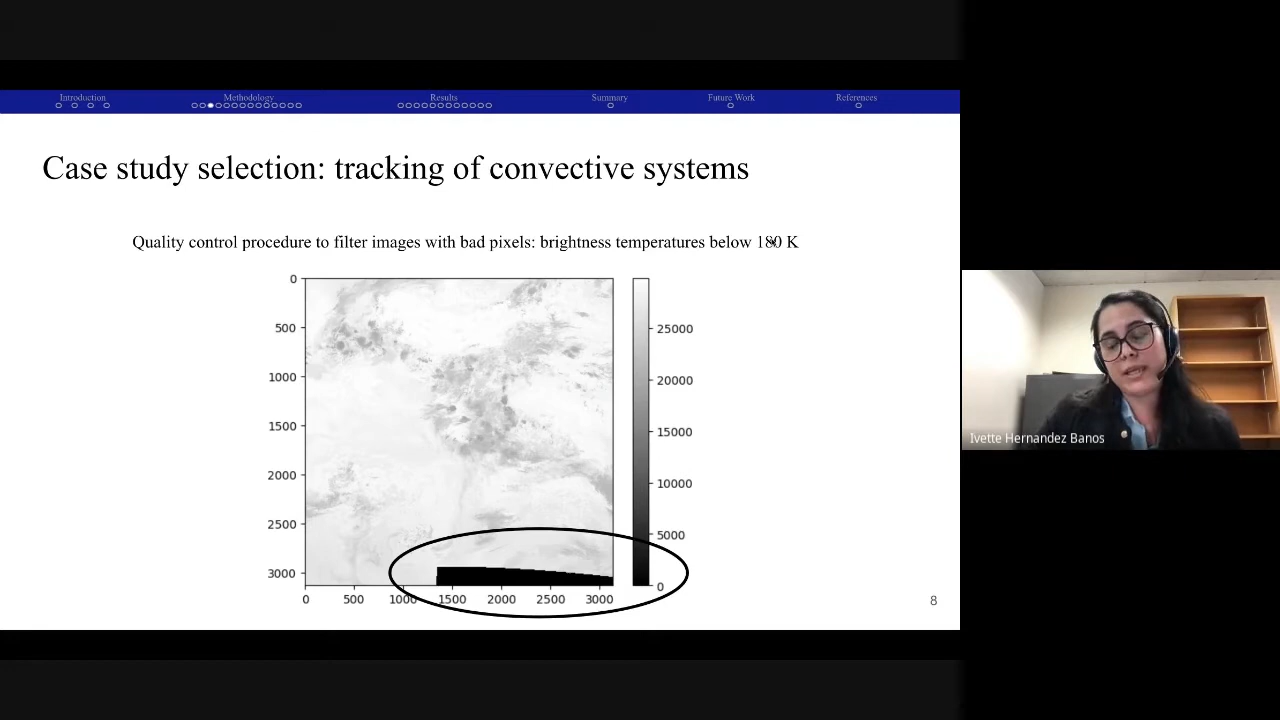 Introduction Methodology Results Summary Future Work References
Case study selection: tracking of convective systems
Quality control procedure to filter images with bad pixels: brightness temperatures below 180 K
0
500
1000
1500
2000
2500
3000
0 500 1000 1500 2000 2500 3000
25000
20000
15000
10000
5000
0
8
Ivette Hernandez Banos